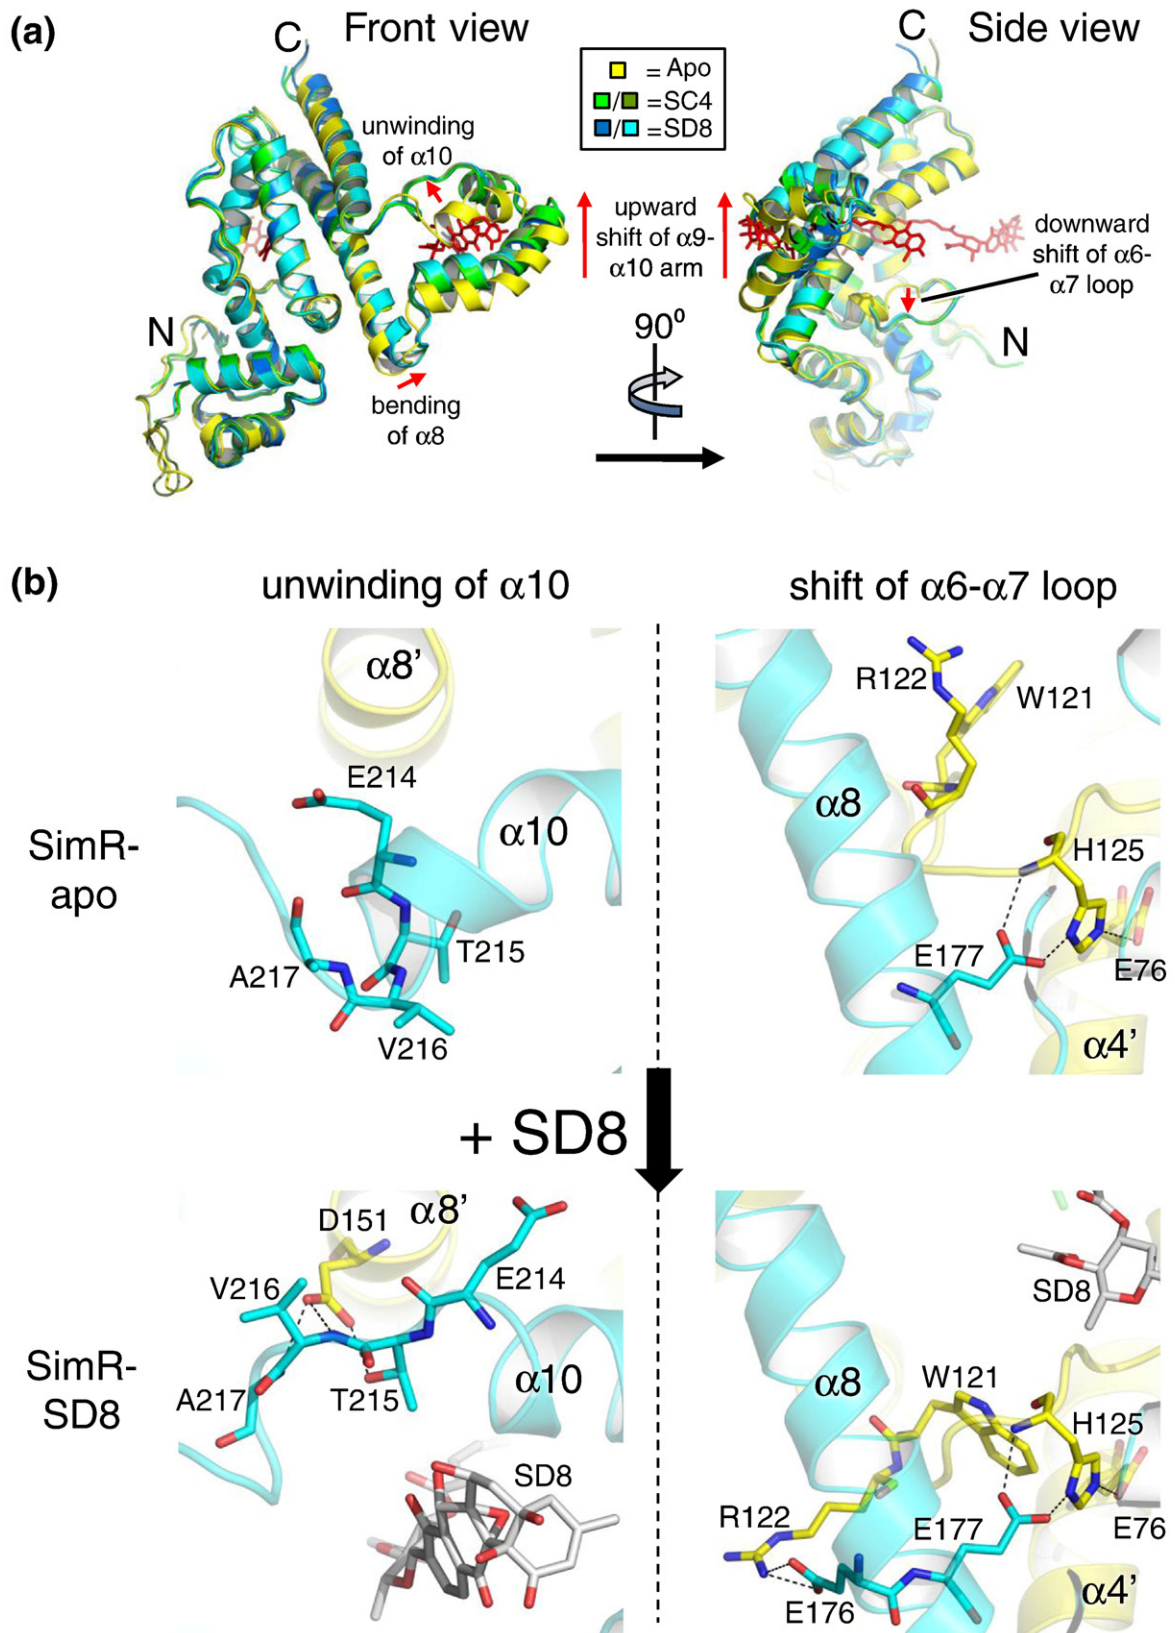 (a)
Front view
Side view
C
C
= Apo
/ =SC4
/ =SD8
unwinding
of α10
upward
shift of α9-
α10 arm
downward
shift of α6-
α7 loop
N
N
90⁰
bending
of α8
(b)
unwinding of α10
shift of α6-α7 loop
SimR-
apo
α8’
E214
α10
T215
A217
V216
R122
W121
α8
H125
E177
E76
α4’
+ SD8
SimR-
SD8
α8’
D151
V216
E214
α10
A217
T215
SD8
SD8
α8
W121
H125
R122
E177
E76
E176
α4’